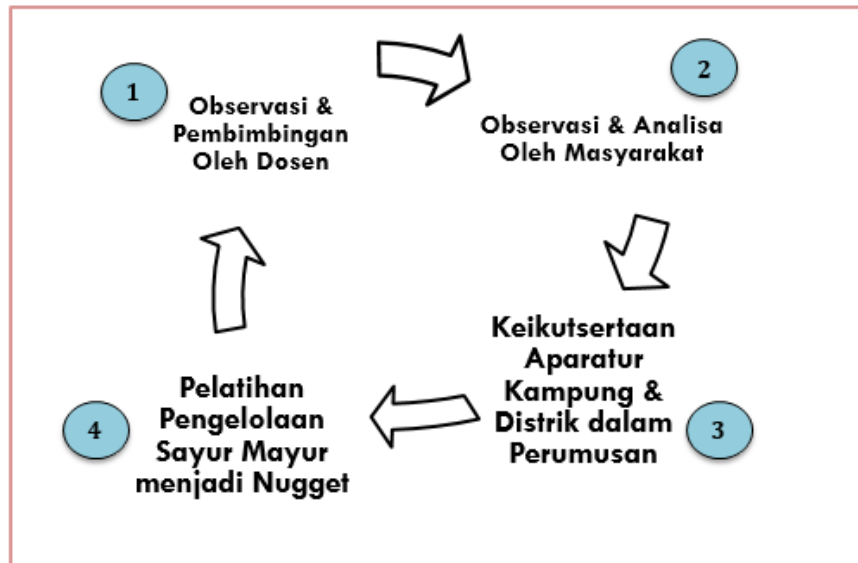 1
Observasi &
Pembimbingan
Oleh Dosen
2
Observasi & Analisa
Oleh Masyarakat
Keikutsertaan
Aparatur
Kampung &
Distrik dalam
Perumusan
3
4
Pelatihan
Pengelolaan
Sayur Mayur
menjadi Nugget